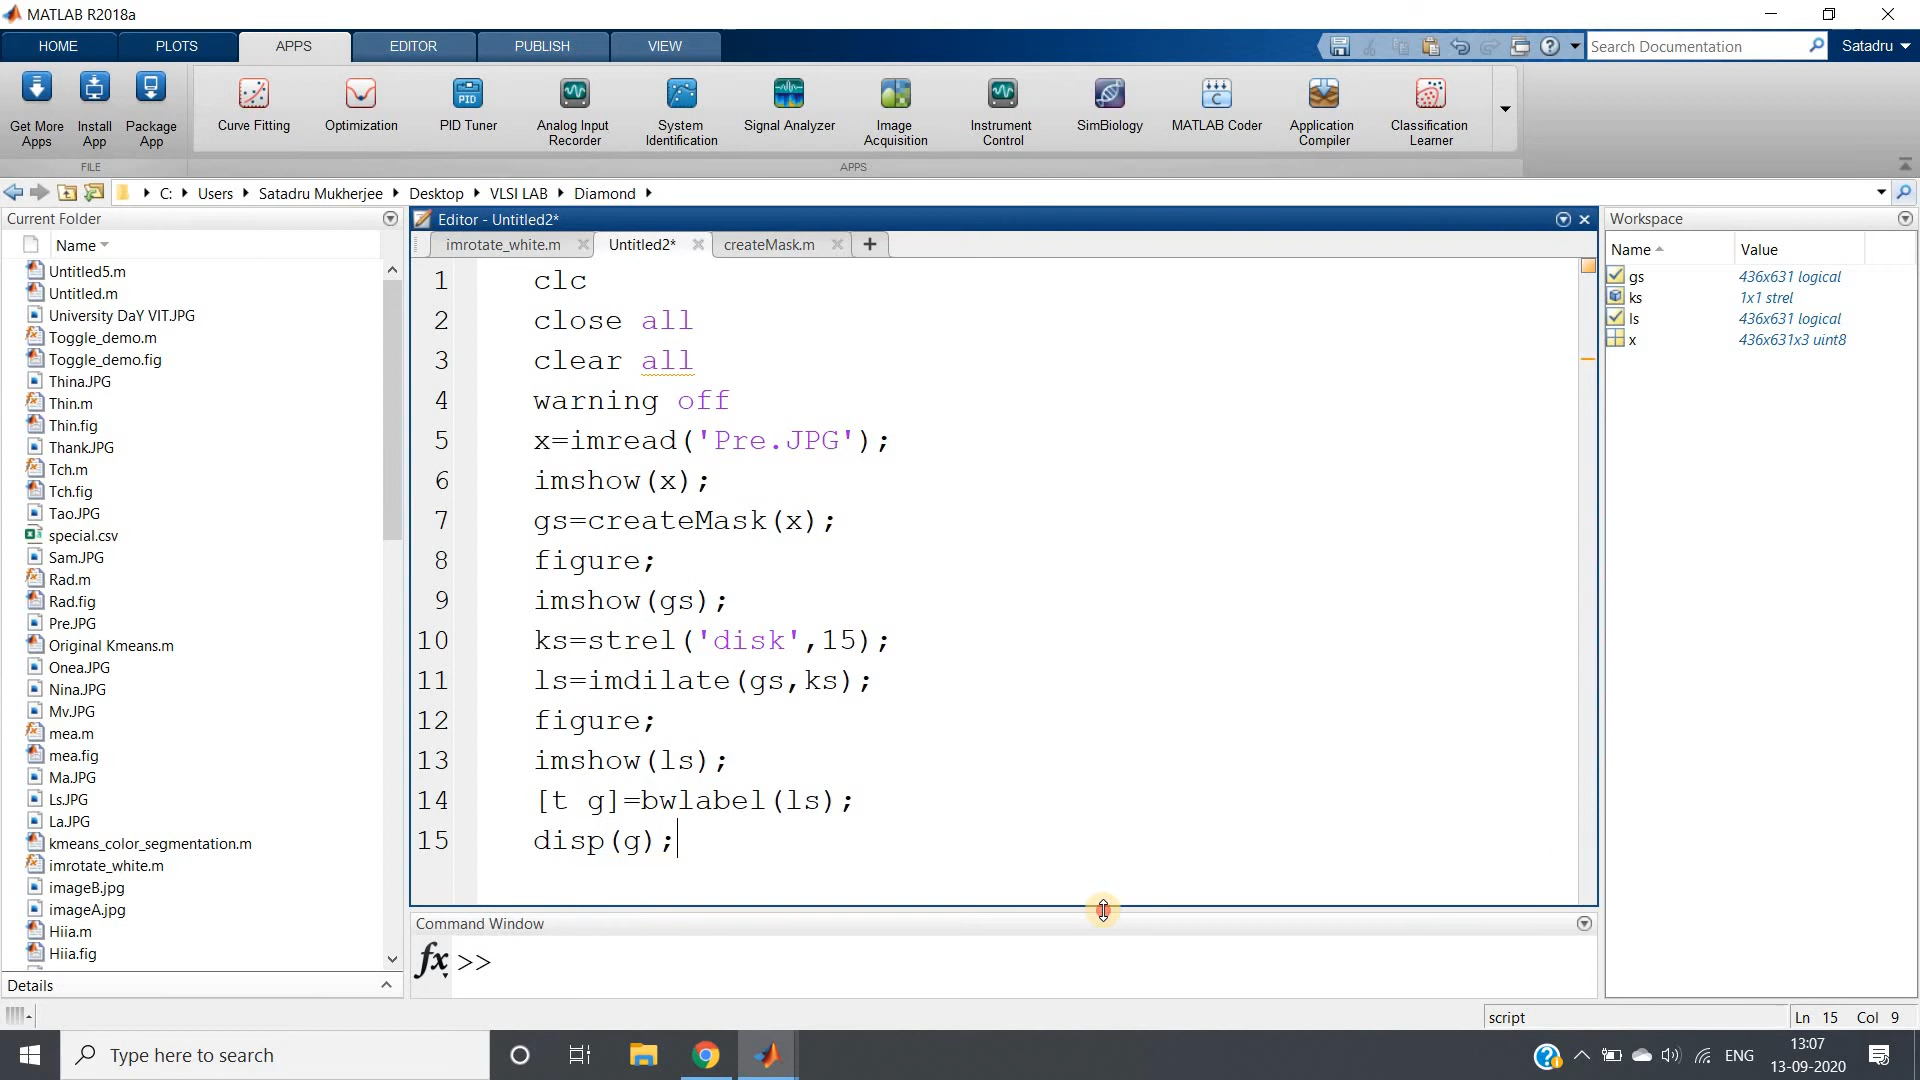 MATLAB R2018a
HOME PLOTS APPS EDITOR PUBLISH VIEW Search Documentation Satadru
Get More Apps
Install App
Package App
Curve Fitting
Optimization
PID Tuner
Analog Input Recorder
System Identification
Signal Analyzer
Image Acquisition
Instrument Control
SimBiology
MATLAB Coder
Application Compiler
Classification Learner
FILE APPS
C: Users Satadru Mukherjee Desktop VLSI LAB Diamond
Current Folder
Name
Untitled5.m
Untitled.m
University DaY VIT.JPG
Toggle_demo.m
Toggle_demo.fig
Thina.JPG
Thin.m
Thin.fig
Thank.JPG
Tch.m
Tch.fig
Tao.JPG
special.csv
Sam.JPG
Rad.m
Rad.fig
Pre.JPG
Original Kmeans.m
Onea.JPG
Nina.JPG
Mv.JPG
mea.m
mea.fig
Ma.JPG
Ls.JPG
La.JPG
kmeans_color_segmentation.m
imrotate_white.m
imageB.jpg
imageA.jpg
Hiia.m
Hiia.fig
Details
Editor - Untitled2*
imrotate_white.m Untitled2* createMask.m
1 clc
2 close all
3 clear all
4 warning off
5 x=imread('Pre.JPG');
6 imshow(x);
7 gs=createMask(x);
8 figure;
9 imshow(gs);
10 ks=strel('disk',15);
11 ls=imdilate(gs,ks);
12 figure;
13 imshow(ls);
14 [t g]=bwlabel(ls);
15 disp(g);
Command Window
fx >>
Workspace
Name Value
gs 436x631 logical
ks 1x1 strel
ls 436x631 logical
x 436x631x3 uint8
script Ln 15 Col 9
Type here to search
ENG
13:07
13-09-2020